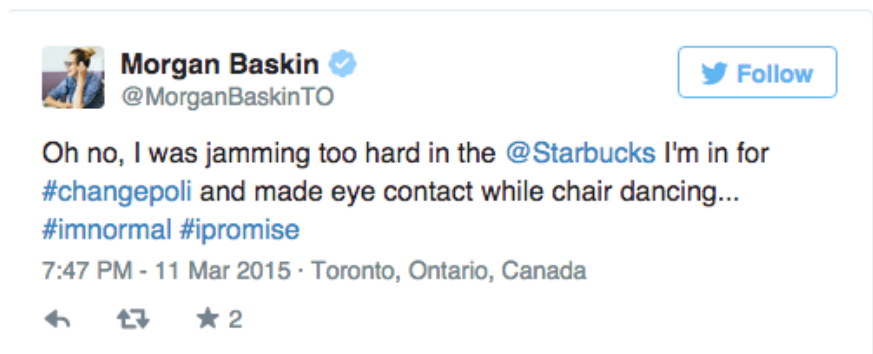 Morgan Baskin
@MorganBaskinTO
Follow
Oh no, I was jamming too hard in the @Starbucks I'm in for
#changepoli and made eye contact while chair dancing...
#imnormal #ipromise
7:47 PM - 11 Mar 2015 · Toronto, Ontario, Canada
2